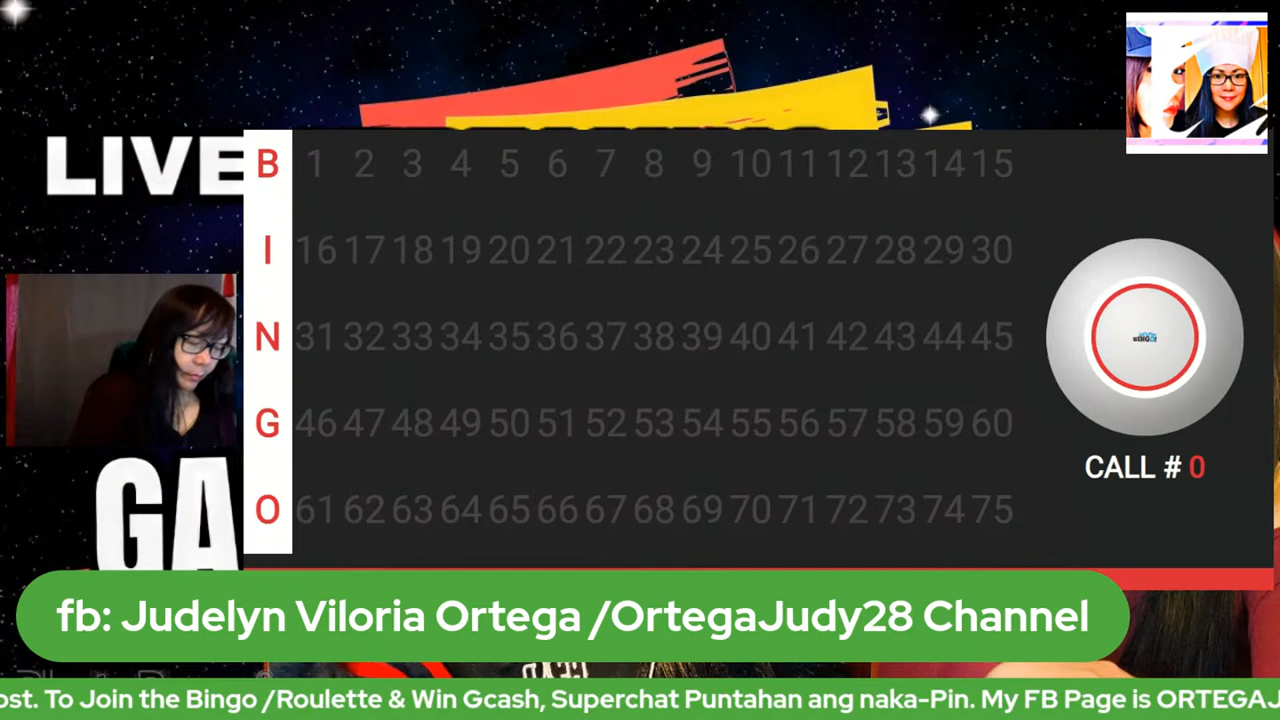 LIVE
B 1 2 3 4 5 6 7 8 9 10 11 12 13 14 15
I 16 17 18 19 20 21 22 23 24 25 26 27 28 29 30
N 31 32 33 34 35 36 37 38 39 40 41 42 43 44 45
G 46 47 48 49 50 51 52 53 54 55 56 57 58 59 60
O 61 62 63 64 65 66 67 68 69 70 71 72 73 74 75
CALL # 0
GA
fb: Judelyn Viloria Ortega /OrtegaJudy28 Channel
ost. To Join the Bingo /Roulette & Win Gcash, Superchat Puntahan ang naka-Pin. My FB Page is ORTEGAJ